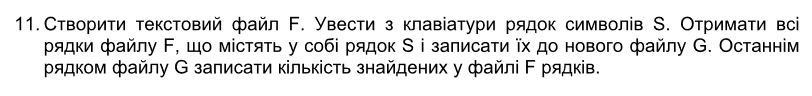 11. Створити текстовий файл F. Увести з клавіатури рядок символів S. Отримати всі
рядки файлу F, що містять у собі рядок S і записати їх до нового файлу G. Останнім
рядком файлу G записати кількість знайдених у файлі F рядків.